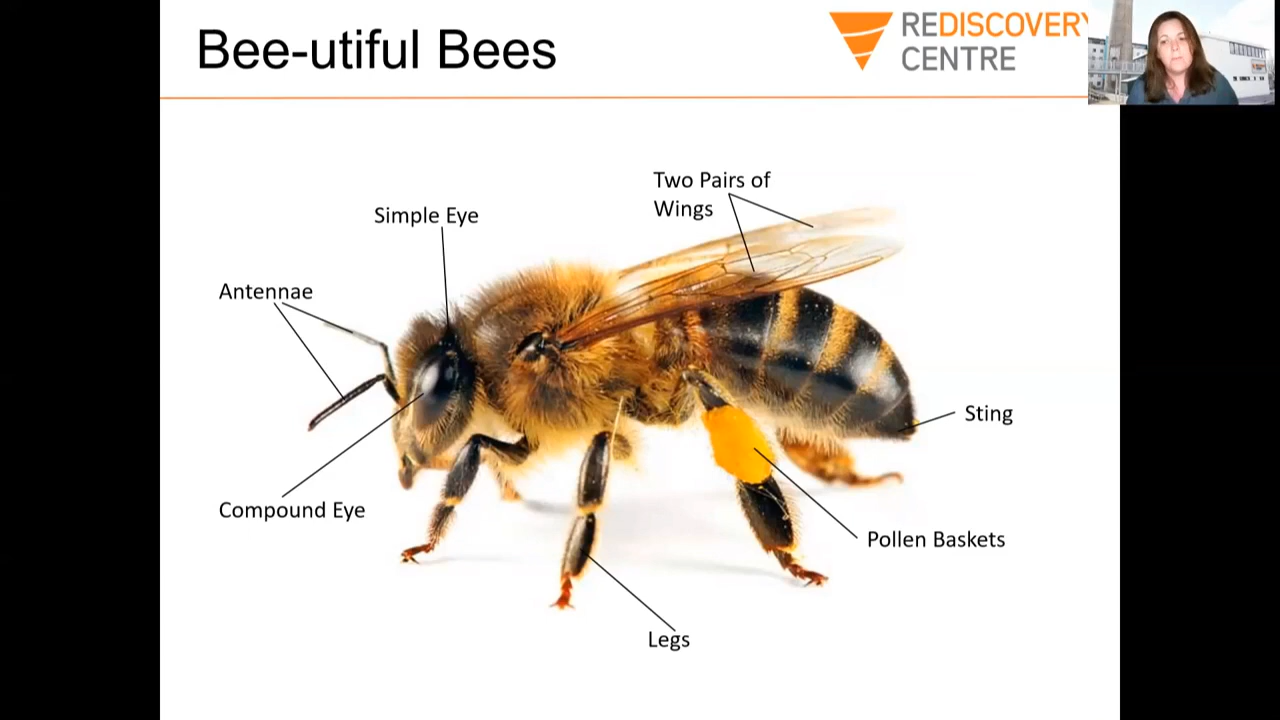 Bee-utiful Bees
REDISCOVERY
CENTRE
Two Pairs of
Wings
Simple Eye
Antennae
Sting
Compound Eye
Pollen Baskets
Legs